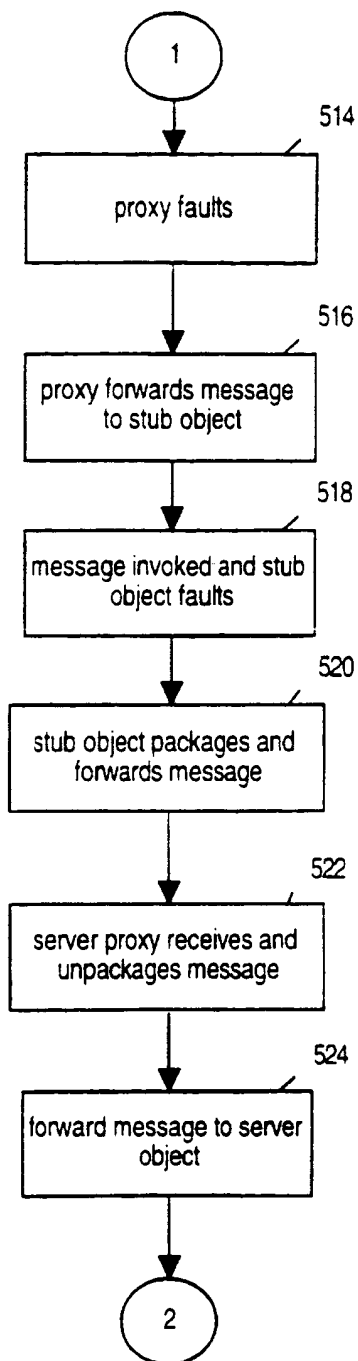 1
514
proxy faults
516
proxy forwards message
to stub object
518
message invoked and stub
object faults
520
stub object packages and
forwards message
522
server proxy receives and
unpackages message
524
forward message to server
object
2